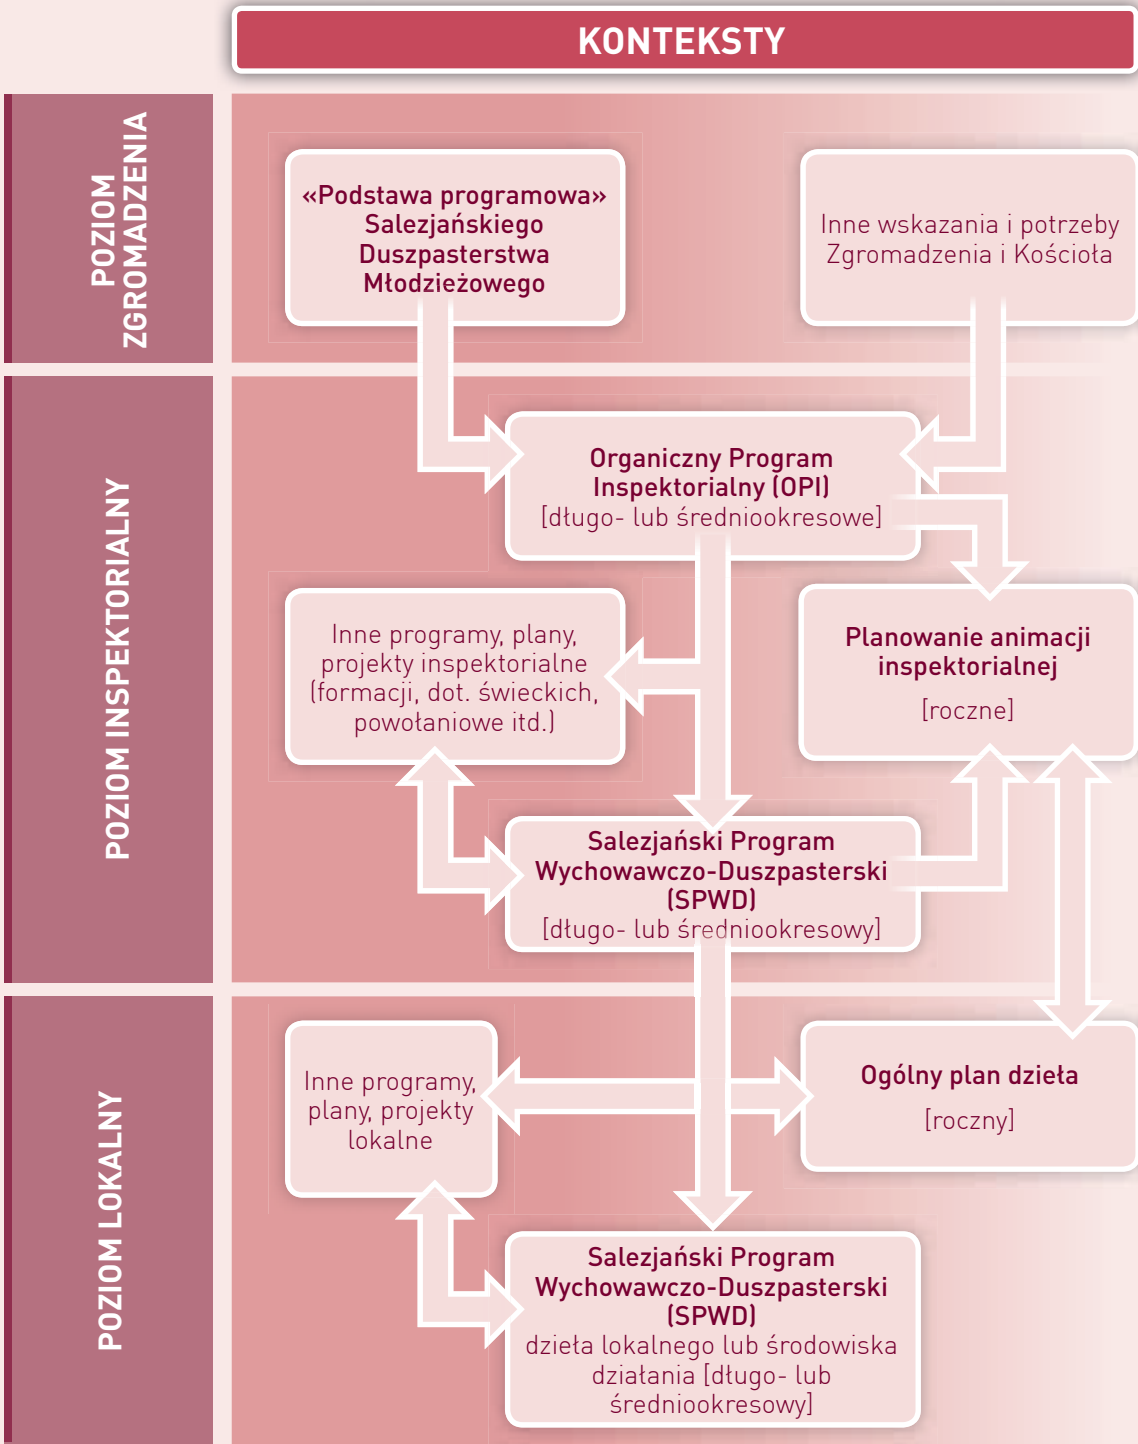 KONTEKSTY
POZIOM
ZGROMADZENIA
«Podstawa programowa»
Salezjańskiego
Duszpasterstwa
Młodzieżowego
Inne wskazania i potrzeby
Zgromadzenia i Kościoła
POZIOM INSPEKTORIALNY
Organiczny Program
Inspektorialny (OPI)
[długo- lub średniookresowe]
Inne programy, plany,
projekty inspektorialne
(formacji, dot. świeckich,
powołaniowe itd.)
Planowanie animacji
inspektorialnej
[roczne]
Salezjański Program
Wychowawczo-Duszpasterski
(SPWD)
[długo- lub średniookresowy]
POZIOM LOKALNY
Inne programy,
plany, projekty
lokalne
Ogólny plan dzieła
[roczny]
Salezjański Program
Wychowawczo-Duszpasterski
(SPWD)
dzieła lokalnego lub środowiska
działania [długo- lub
średniookresowy]